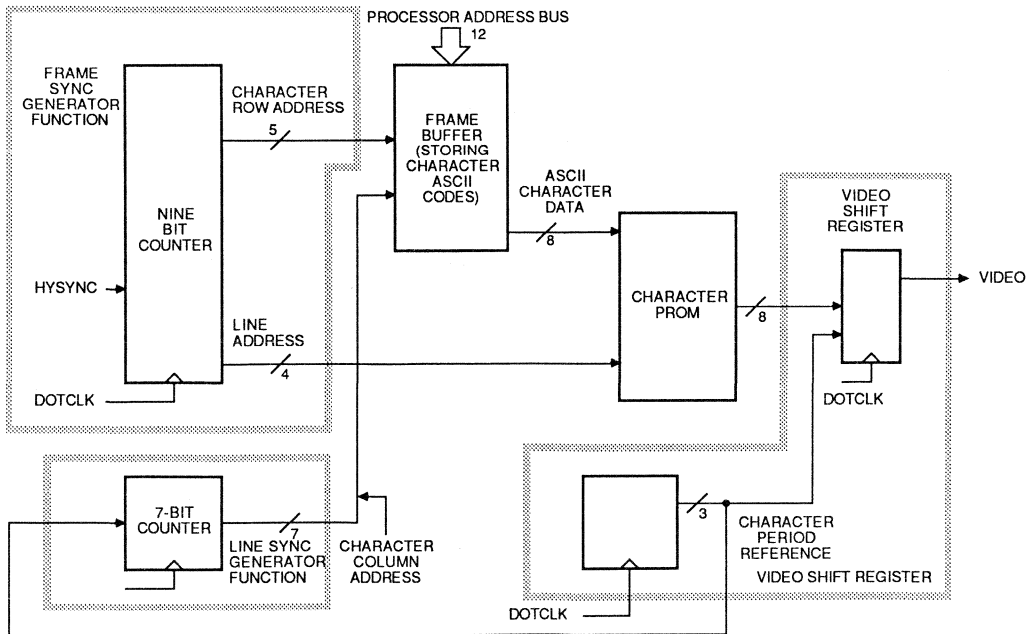 PROCESSOR ADDRESS BUS
12
FRAME
SYNC
GENERATOR
FUNCTION
CHARACTER
ROW ADDRESS
5
FRAME
BUFFER
(STORING
CHARACTER
ASCII
CODES)
NINE
BIT
COUNTER
ASCII
CHARACTER
DATA
8
VIDEO
SHIFT
REGISTER
VIDEO
HYSYNC
CHARACTER
PROM
8
LINE
ADDRESS
4
DOTCLK
DOTCLK
7-BIT
COUNTER
7
LINE SYNC
GENERATOR
FUNCTION
CHARACTER
COLUMN
ADDRESS
3
CHARACTER
PERIOD
REFERENCE
VIDEO SHIFT REGISTER
DOTCLK